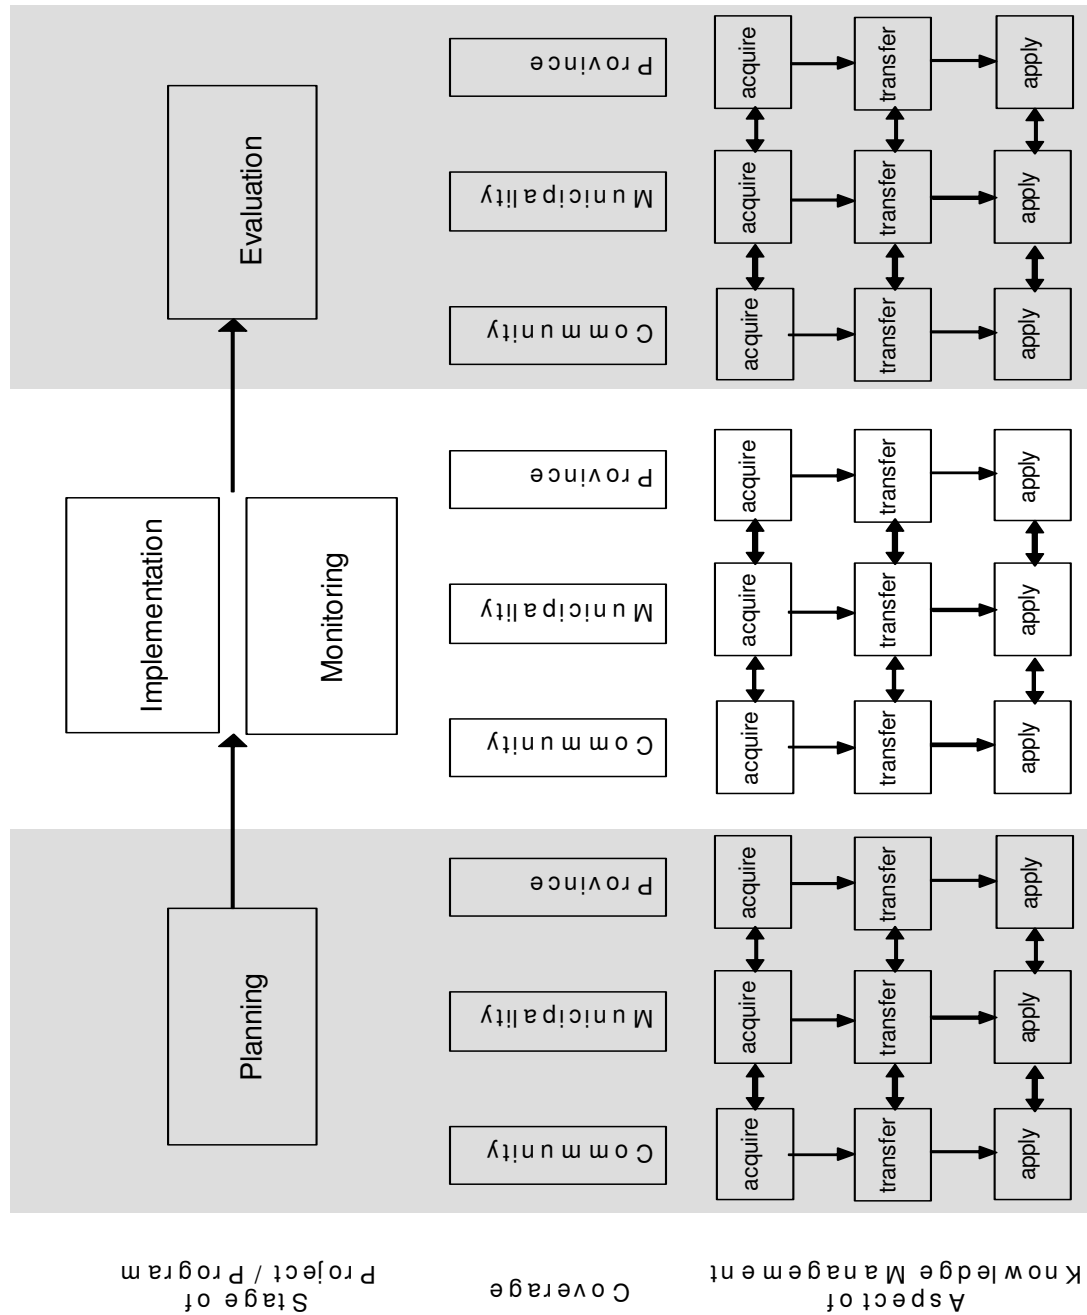 Stage of
Project / Program
Planning
Implementation
Monitoring
Evaluation
Coverage
Community
Municipality
Province
Community
Municipality
Province
Community
Municipality
Province
Aspect of
Knowledge Management
acquire
acquire
acquire
acquire
acquire
acquire
acquire
acquire
acquire
transfer
transfer
transfer
transfer
transfer
transfer
transfer
transfer
transfer
apply
apply
apply
apply
apply
apply
apply
apply
apply